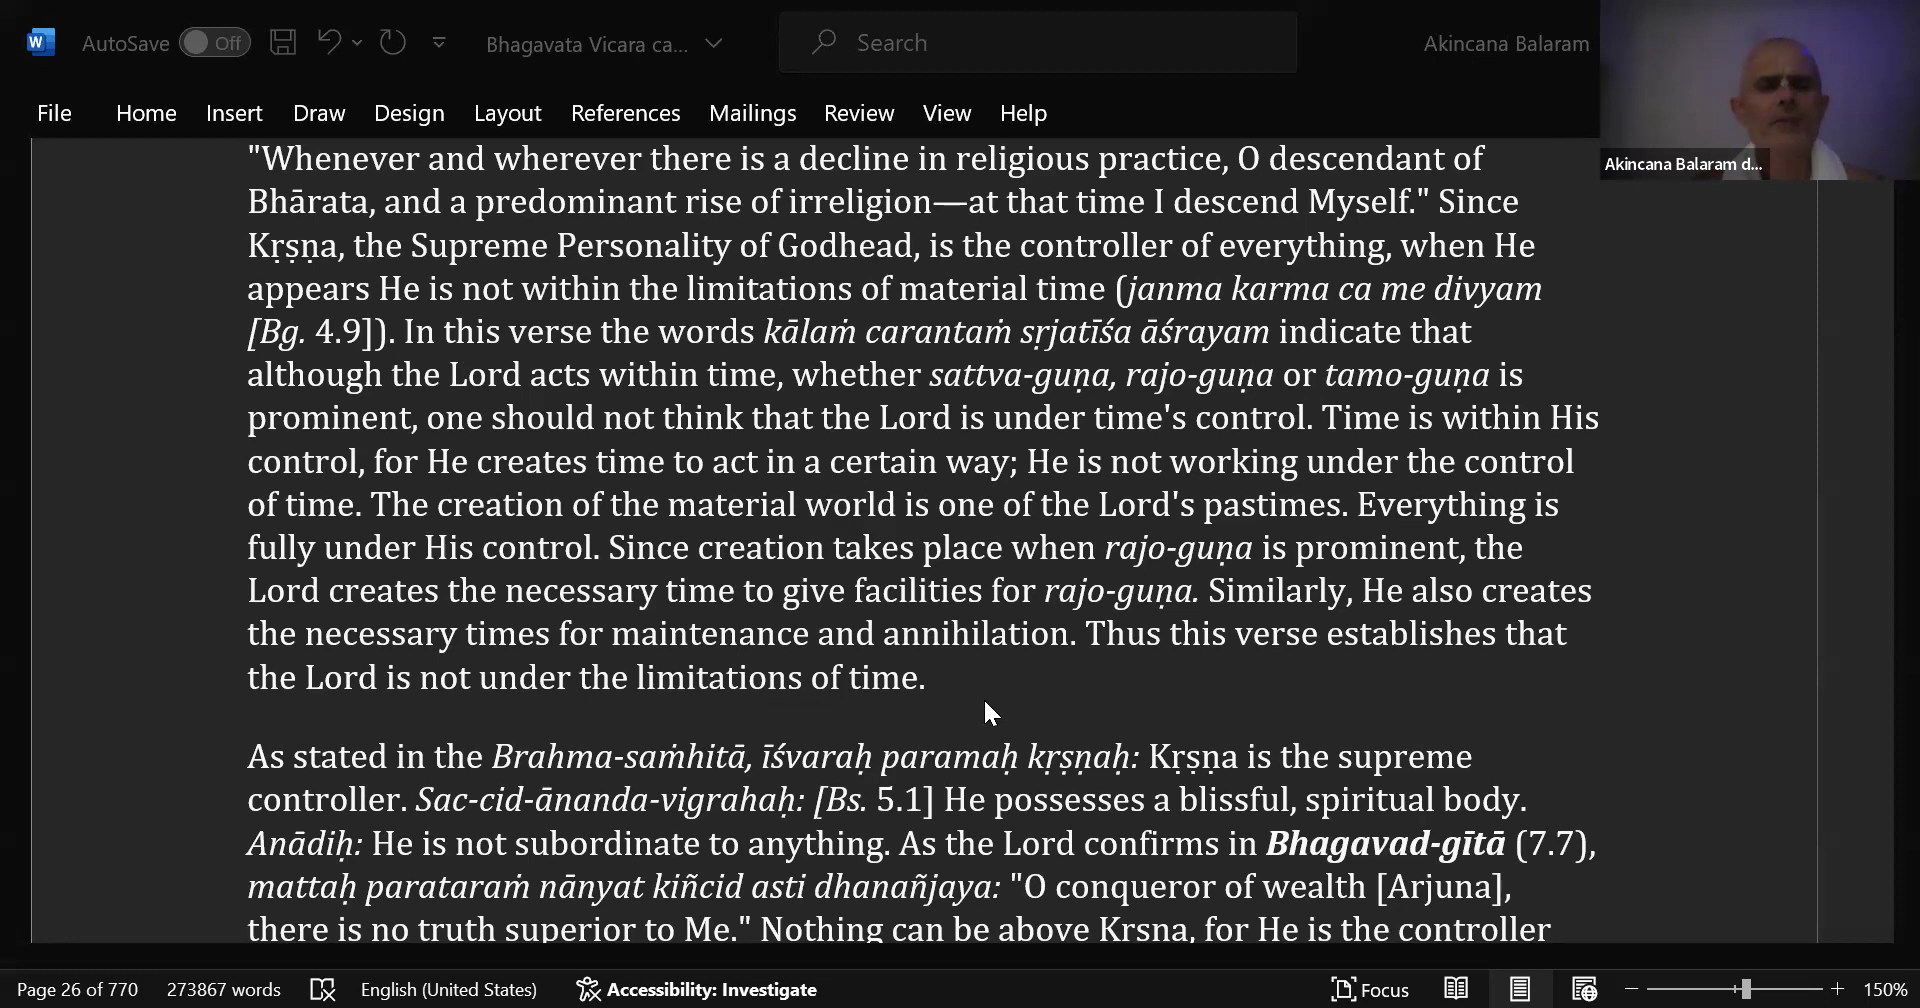 W AutoSave Off Bhagavata Vicara ca... Search Akincana Balaram
File Home Insert Draw Design Layout References Mailings Review View Help
Akincana Balaram d...
"Whenever and wherever there is a decline in religious practice, O descendant of
Bhārata, and a predominant rise of irreligion—at that time I descend Myself." Since
Kṛṣṇa, the Supreme Personality of Godhead, is the controller of everything, when He
appears He is not within the limitations of material time (janma karma ca me divyam
[Bg. 4.9]). In this verse the words kālaṁ carantaṁ sṛjatīśa āśrayam indicate that
although the Lord acts within time, whether sattva-guṇa, rajo-guṇa or tamo-guṇa is
prominent, one should not think that the Lord is under time's control. Time is within His
control, for He creates time to act in a certain way; He is not working under the control
of time. The creation of the material world is one of the Lord's pastimes. Everything is
fully under His control. Since creation takes place when rajo-guṇa is prominent, the
Lord creates the necessary time to give facilities for rajo-guṇa. Similarly, He also creates
the necessary times for maintenance and annihilation. Thus this verse establishes that
the Lord is not under the limitations of time.
As stated in the Brahma-saṁhitā, īśvaraḥ paramaḥ kṛṣṇaḥ: Kṛṣṇa is the supreme
controller. Sac-cid-ānanda-vigrahaḥ: [Bs. 5.1] He possesses a blissful, spiritual body.
Anādiḥ: He is not subordinate to anything. As the Lord confirms in Bhagavad-gītā (7.7),
mattaḥ parataraṁ nānyat kiñcid asti dhanañjaya: "O conqueror of wealth [Arjuna],
there is no truth superior to Me." Nothing can be above Kṛṣṇa, for He is the controller
Page 26 of 770 273867 words English (United States) Accessibility: Investigate Focus 150%